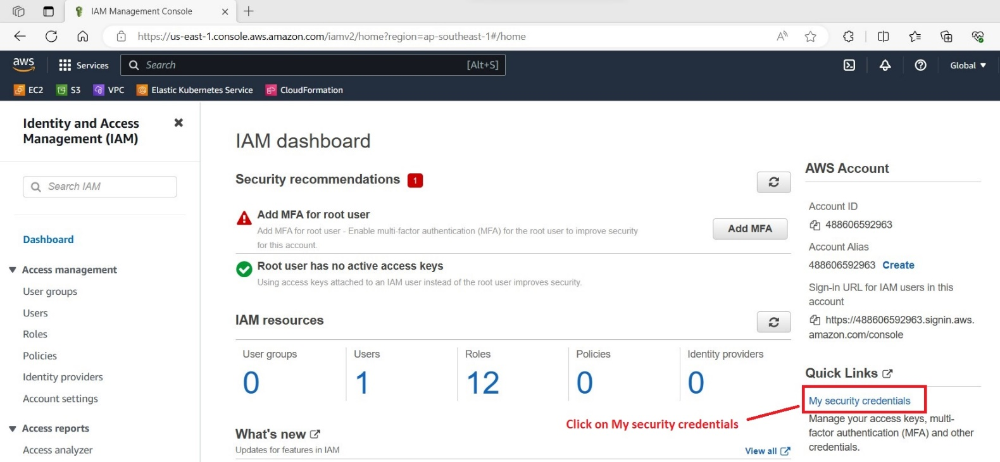 IAM Management Console
https://us-east-1.console.aws.amazon.com/iamv2/home?region=ap-southeast-1#/home
aws
Services
Search
[Alt+S]
Global
EC2
S3
VPC
Elastic Kubernetes Service
CloudFormation
Identity and Access
Management (IAM)
Search IAM
Dashboard
Access management
User groups
Users
Roles
Policies
Identity providers
Account settings
Access reports
Access analyzer
IAM dashboard
Security recommendations 1
Add MFA for root user
Add MFA for root user - Enable multi-factor authentication (MFA) for the root user to improve security
for this account.
Add MFA
Root user has no active access keys
Using access keys attached to an IAM user instead of the root user improves security.
IAM resources
User groups
0
Users
1
Roles
12
Policies
0
Identity providers
0
Click on My security credentials
What's new
Updates for features in IAM
View all
AWS Account
Account ID
488606592963
Account Alias
488606592963 Create
Sign-in URL for IAM users in this
account
https://488606592963.signin.aws.
amazon.com/console
Quick Links
My security credentials
Manage your access keys, multi-
factor authentication (MFA) and other
credentials.